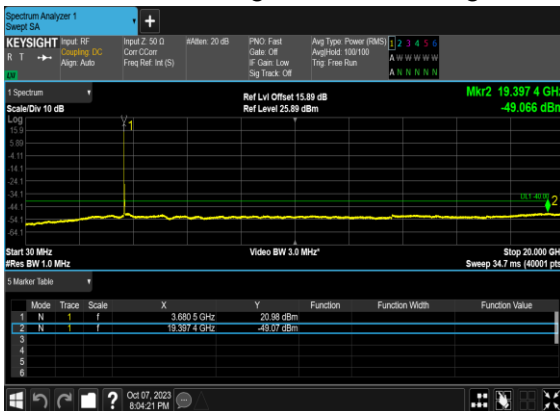 Spectrum Analyzer 1
Swept SA
KEYSIGHT Input: RF Input Z: 50 Ω #Atten: 20 dB PNO: Fast Avg Type: Power (RMS) 1 2 3 4 5 6
R T Coupling: DC Corr CCorr Gate: Off Avg|Hold: 100/100 A W W W W W
Align: Auto Freq Ref: Int (S) IF Gain: Low Trig: Free Run
Sig Track: Off A N N N N N
LV
1 Spectrum Ref Lvl Offset 15.89 dB Mkr2 19.397 4 GHz
Scale/Div 10 dB Ref Level 25.89 dBm -49.066 dBm
Log
15.9
1
5.89
-4.11
-14.1
-24.1
-34.1
DL1 -40.00
-44.1
2
-54.1
-64.1
Start 30 MHz Video BW 3.0 MHz* Stop 20.000 GH
#Res BW 1.0 MHz Sweep 34.7 ms (40001 pts
5 Marker Table
Mode Trace Scale X Y Function Function Width Function Value
1 N 1 f 3.680 5 GHz 20.98 dBm
2 N 1 f 19.397 4 GHz -49.07 dBm
3
4
5
6
? Oct 07, 2023
8:04:21 PM